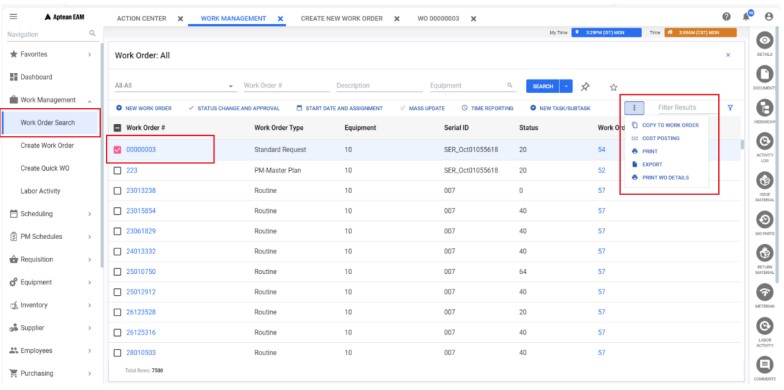 Aptean EAM
ACTION CENTER
WORK MANAGEMENT
CREATE NEW WORK ORDER
WO 00000003
My Time 3:29PM (IST) MON Time 3:59AM (CST) MON
Navigation
Favorites
Dashboard
Work Management
Work Order Search
Create Work Order
Create Quick WO
Labor Activity
Scheduling
PM Schedules
Requisition
Equipment
Inventory
Supplier
Employees
Purchasing
Work Order: All
All-All Work Order # Description Equipment SEARCH
NEW WORK ORDER STATUS CHANGE AND APPROVAL START DATE AND ASSIGNMENT MASS UPDATE TIME REPORTING NEW TASK/SUBTASK Filter Results
COPY TO WORK ORDER
COST POSTING
PRINT
EXPORT
PRINT WO DETAILS
Work Order # Work Order Type Equipment Serial ID Status Work Ord
00000003 Standard Request 10 SER_Oct01055618 20 54
223 PM-Master Plan 10 SER_Oct01055618 20 52
23013238 Routine 10 007 0 57
23015854 Routine 10 007 40 57
23061829 Routine 10 007 40 57
24013332 Routine 10 007 40 57
25010750 Routine 10 007 64 57
25012912 Routine 10 007 40 57
26123528 Routine 10 007 20 57
26125316 Routine 10 007 40 57
28010503 Routine 10 007 40 57
Total Rows: 7500
DETAILS
DOCUMENTS
HIERARCHY
ACTIVITY
LOG
ISSUE
MATERIAL
WO PARTS
RETURN
MATERIAL
METERING
LABOR
ACTIVITY
COMMENTS